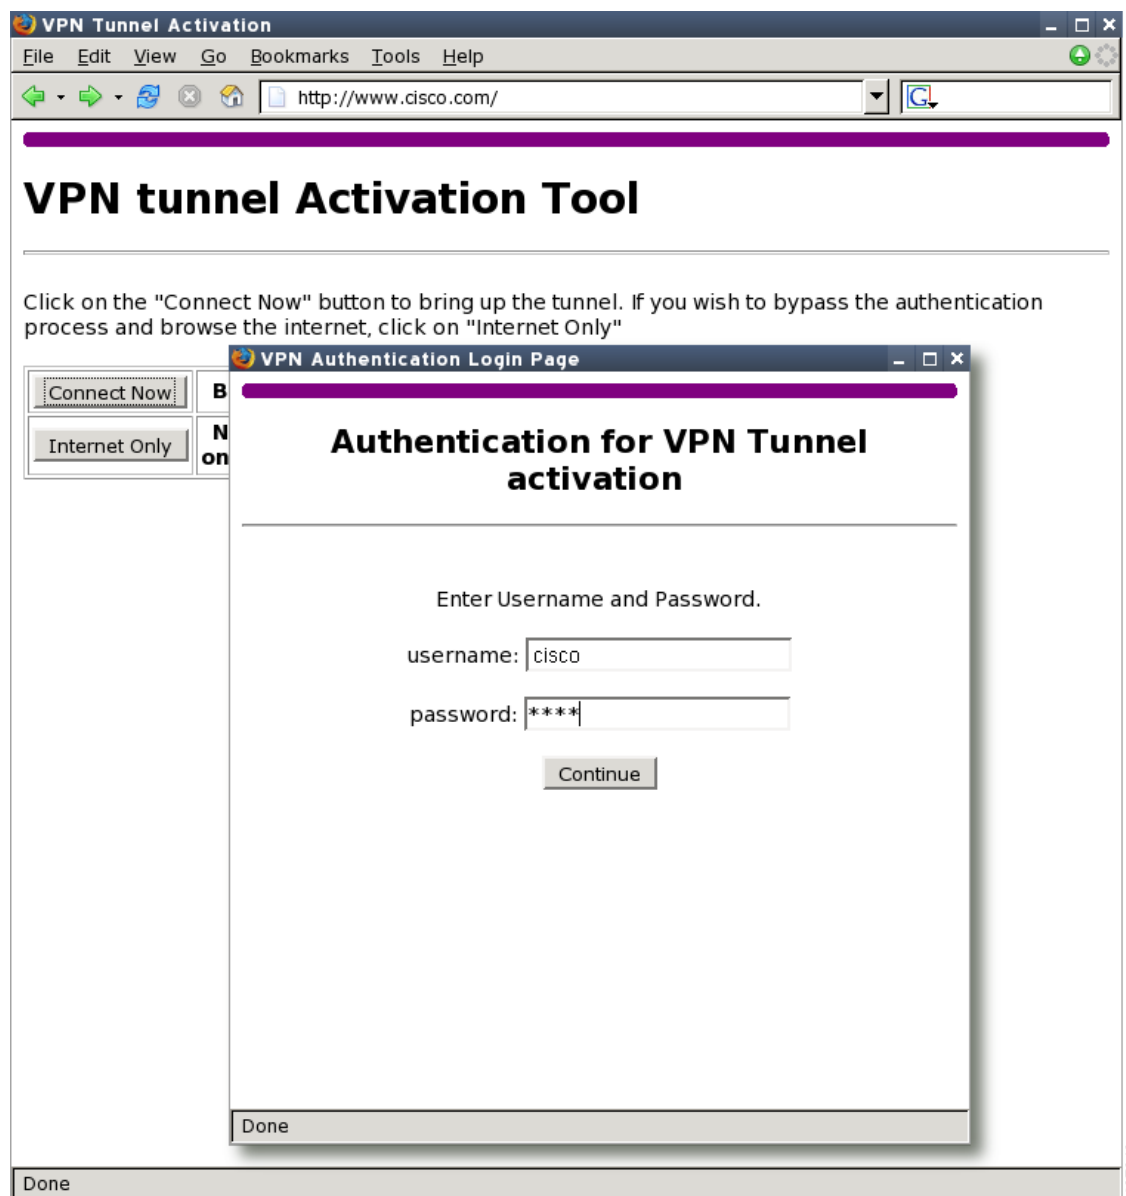 VPN Tunnel Activation
File Edit View Go Bookmarks Tools Help
http://www.cisco.com/
G
VPN tunnel Activation Tool
Click on the "Connect Now" button to bring up the tunnel. If you wish to bypass the authentication
process and browse the internet, click on "Internet Only"
Connect Now
Internet Only
on
VPN Authentication Login Page
Authentication for VPN Tunnel
activation
Enter Username and Password.
username: cisco
password: ****
Continue
Done
Done